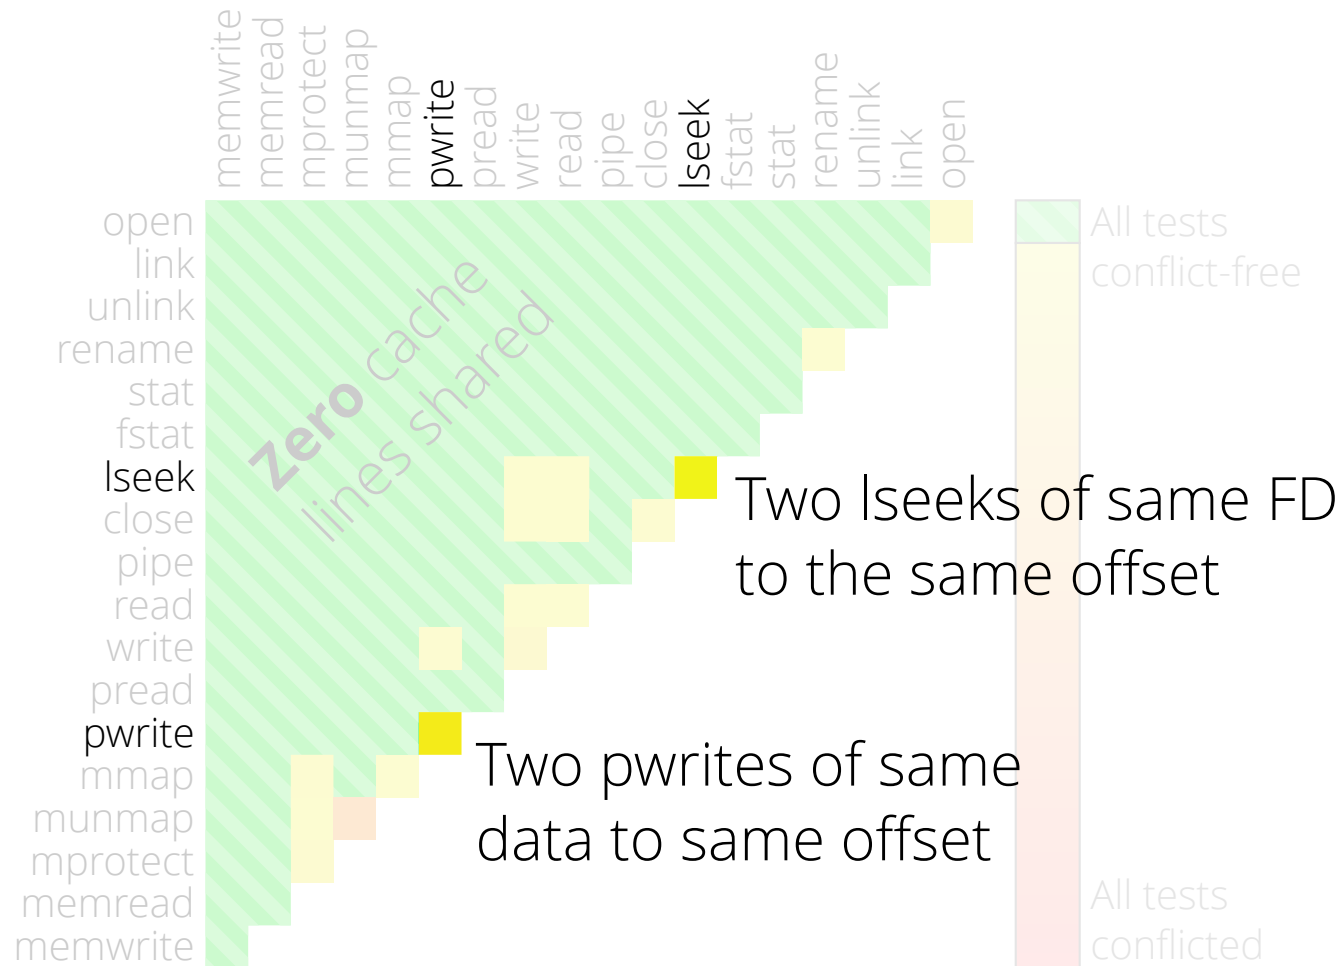 memwrite
memread
mprotect
munmap
mmap
pwrite
pread
write
read
pipe
close
lseek
fstat
stat
rename
unlink
link
open
open
link
unlink
rename
stat
fstat
lseek
close
pipe
read
write
pread
pwrite
mmap
munmap
mprotect
memread
memwrite
Zero cache
lines shared
Two lseeks of same FD
to the same offset
Two pwrites of same
data to same offset
All tests
conflict-free
All tests
conflicted